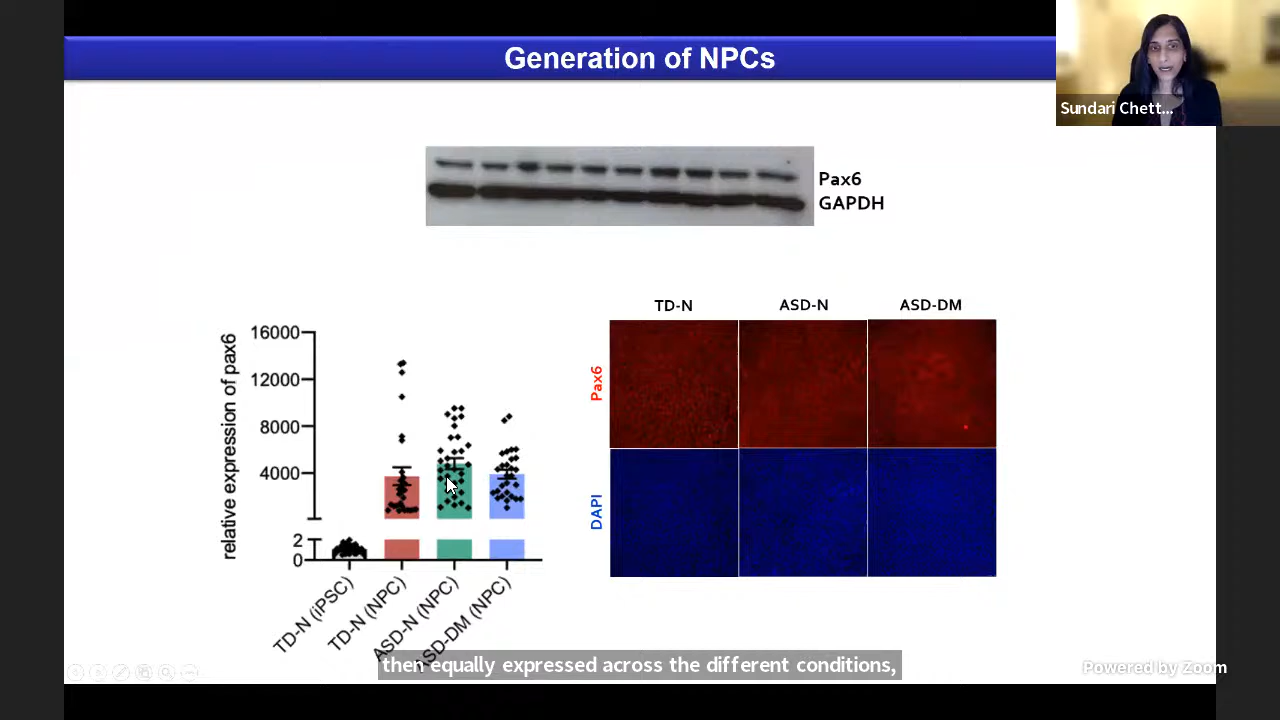 Generation of NPCs
Sundari Chett...
Pax6
GAPDH
relative expression of pax6
16000
12000
8000
4000
2
0
TD-N (iPSC)
TD-N (NPC)
ASD-N (NPC)
ASD-DM (NPC)
TD-N
ASD-N
ASD-DM
Pax6
DAPI
then equally expressed across the different conditions,
Powered by Zoom